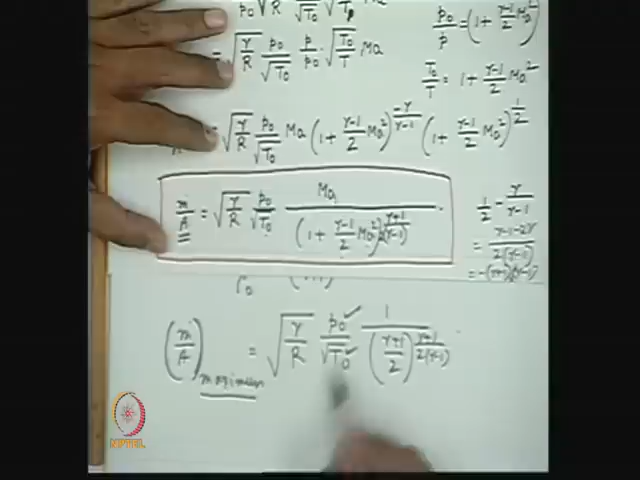 p₀ √γ/R √T₀
p₀/p = (1 + (γ-1)/2 Ma²)
= √(γ/R) p₀/√T₀ p/p₀ · √(T₀/T) Ma
T₀/T = 1 + (γ-1)/2 Ma²
= √(γ/R) p₀/√T₀ Ma (1 + (γ-1)/2 Ma²)^(-γ/(γ-1)) (1 + (γ-1)/2 Ma²)^(1/2)
ṁ/A = √(γ/R) p₀/√T₀ Ma/(1 + (γ-1)/2 Ma²)^((γ+1)/2(γ-1)).
1/2 - γ/(γ-1)
= (γ-1-2γ)/2(γ-1)
= -(γ+1)/2(γ-1)
(ṁ/A)maximum = √(γ/R) p₀/√T₀ 1/((γ+1)/2)^((γ+1)/2(γ-1))
NPTEL